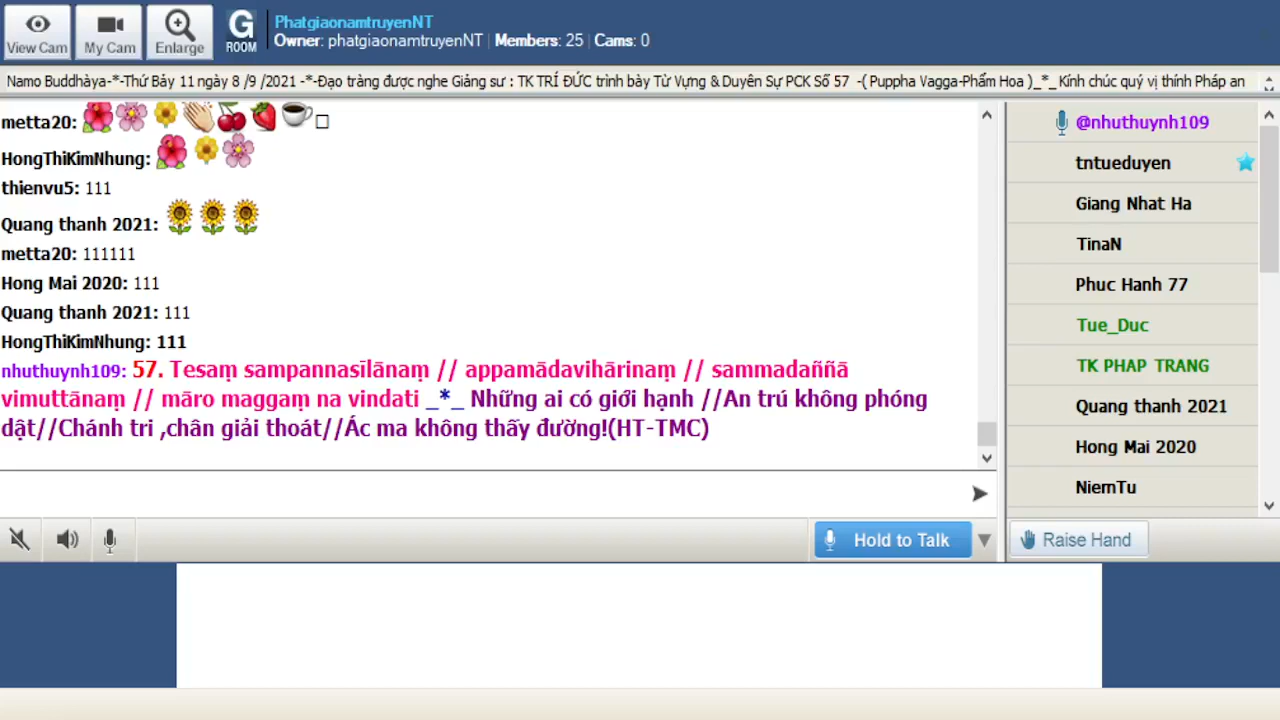 View Cam
My Cam
Enlarge
G
ROOM
PhatgiaonamtruyenNT
Owner: phatgiaonamtruyenNT | Members: 25 | Cams: 0
Namo Buddhàya-*-Thứ Bảy 11 ngày 8 /9 /2021 -*-Đạo tràng được nghe Giảng sư : TK TRÍ ĐỨC trình bày Từ Vựng & Duyên Sự PCK Số 57 -( Puppha Vagga-Phẩm Hoa )_*_Kính chúc quý vị thính Pháp an
metta20:
HongThiKimNhung:
thienvu5: 111
Quang thanh 2021:
metta20: 111111
Hong Mai 2020: 111
Quang thanh 2021: 111
HongThiKimNhung: 111
nhuthuynh109: 57. Tesaṃ sampannasīlānaṃ // appamādavihārinaṃ // sammadaññā
vimuttānaṃ // māro maggaṃ na vindati _*_ Những ai có giới hạnh //An trú không phóng
dật//Chánh tri ,chân giải thoát//Ác ma không thấy đường!(HT-TMC)
@nhuthuynh109
tntueduyen
Giang Nhat Ha
TinaN
Phuc Hanh 77
Tue_Duc
TK PHAP TRANG
Quang thanh 2021
Hong Mai 2020
NiemTu
Hold to Talk
Raise Hand